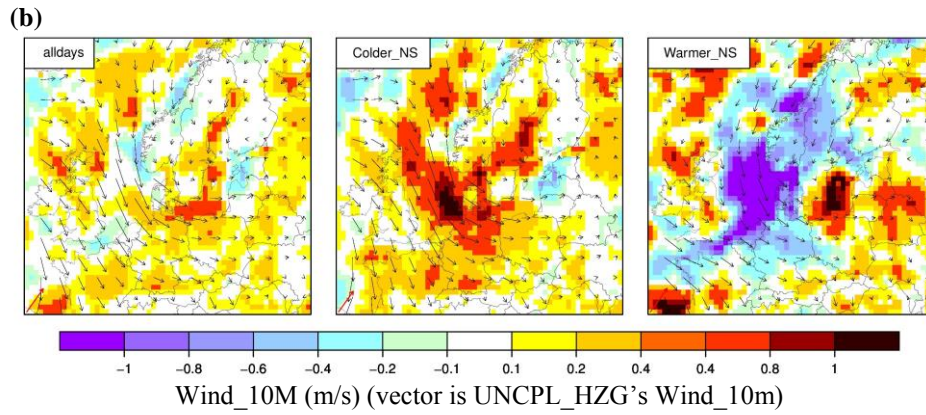 (b)
alldays Colder_NS Warmer_NS
−1 −0.8 −0.6 −0.4 −0.2 −0.1 0.1 0.2 0.4 0.4 0.8 1
Wind_10M (m/s) (vector is UNCPL_HZG’s Wind_10m)